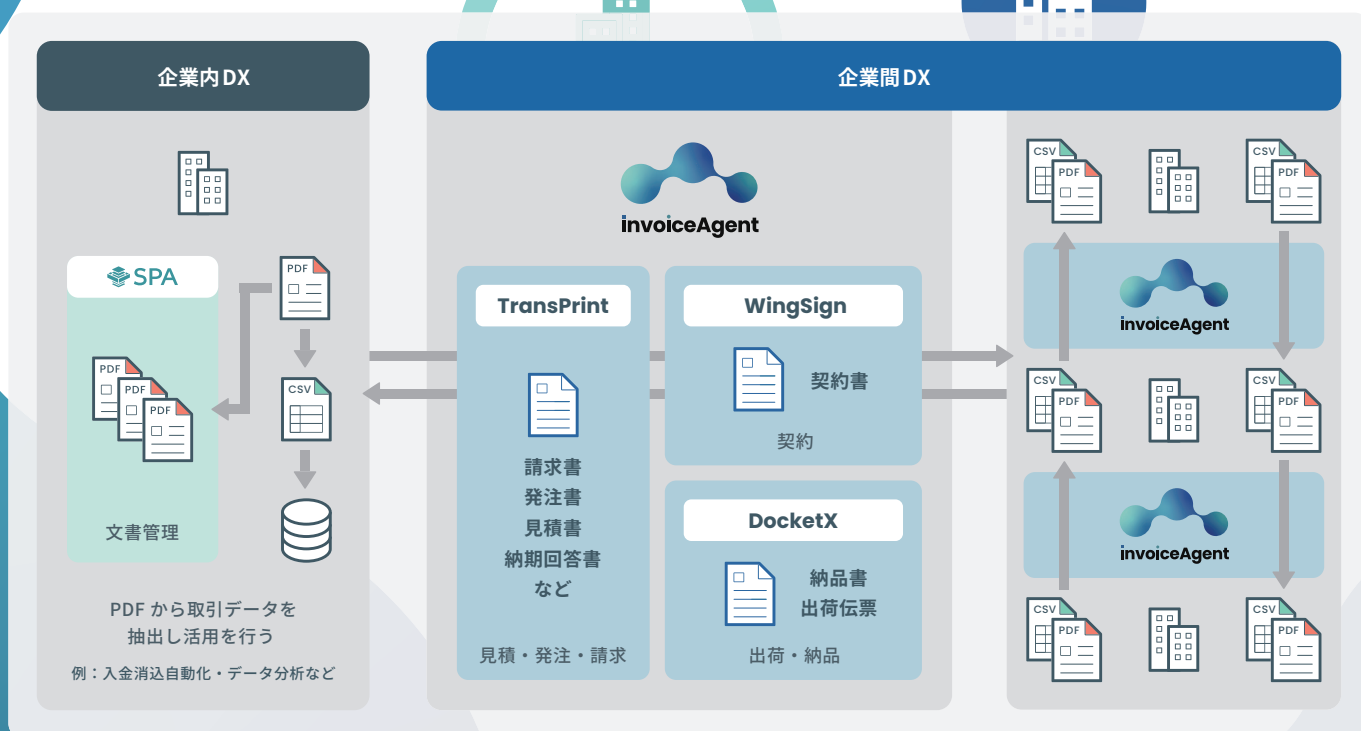 企業内DX
企業間DX
SPA
PDF
PDF
PDF
PDF
CSV
文書管理
PDF から取引データを
抽出し活用を行う
例：入金消込自動化・データ分析など
invoiceAgent
TransPrint
請求書
発注書
見積書
納期回答書
など
見積・発注・請求
WingSign
契約書
契約
DocketX
納品書
出荷伝票
出荷・納品
CSV
PDF
CSV
PDF
invoiceAgent
CSV
PDF
CSV
PDF
invoiceAgent
CSV
PDF
CSV
PDF